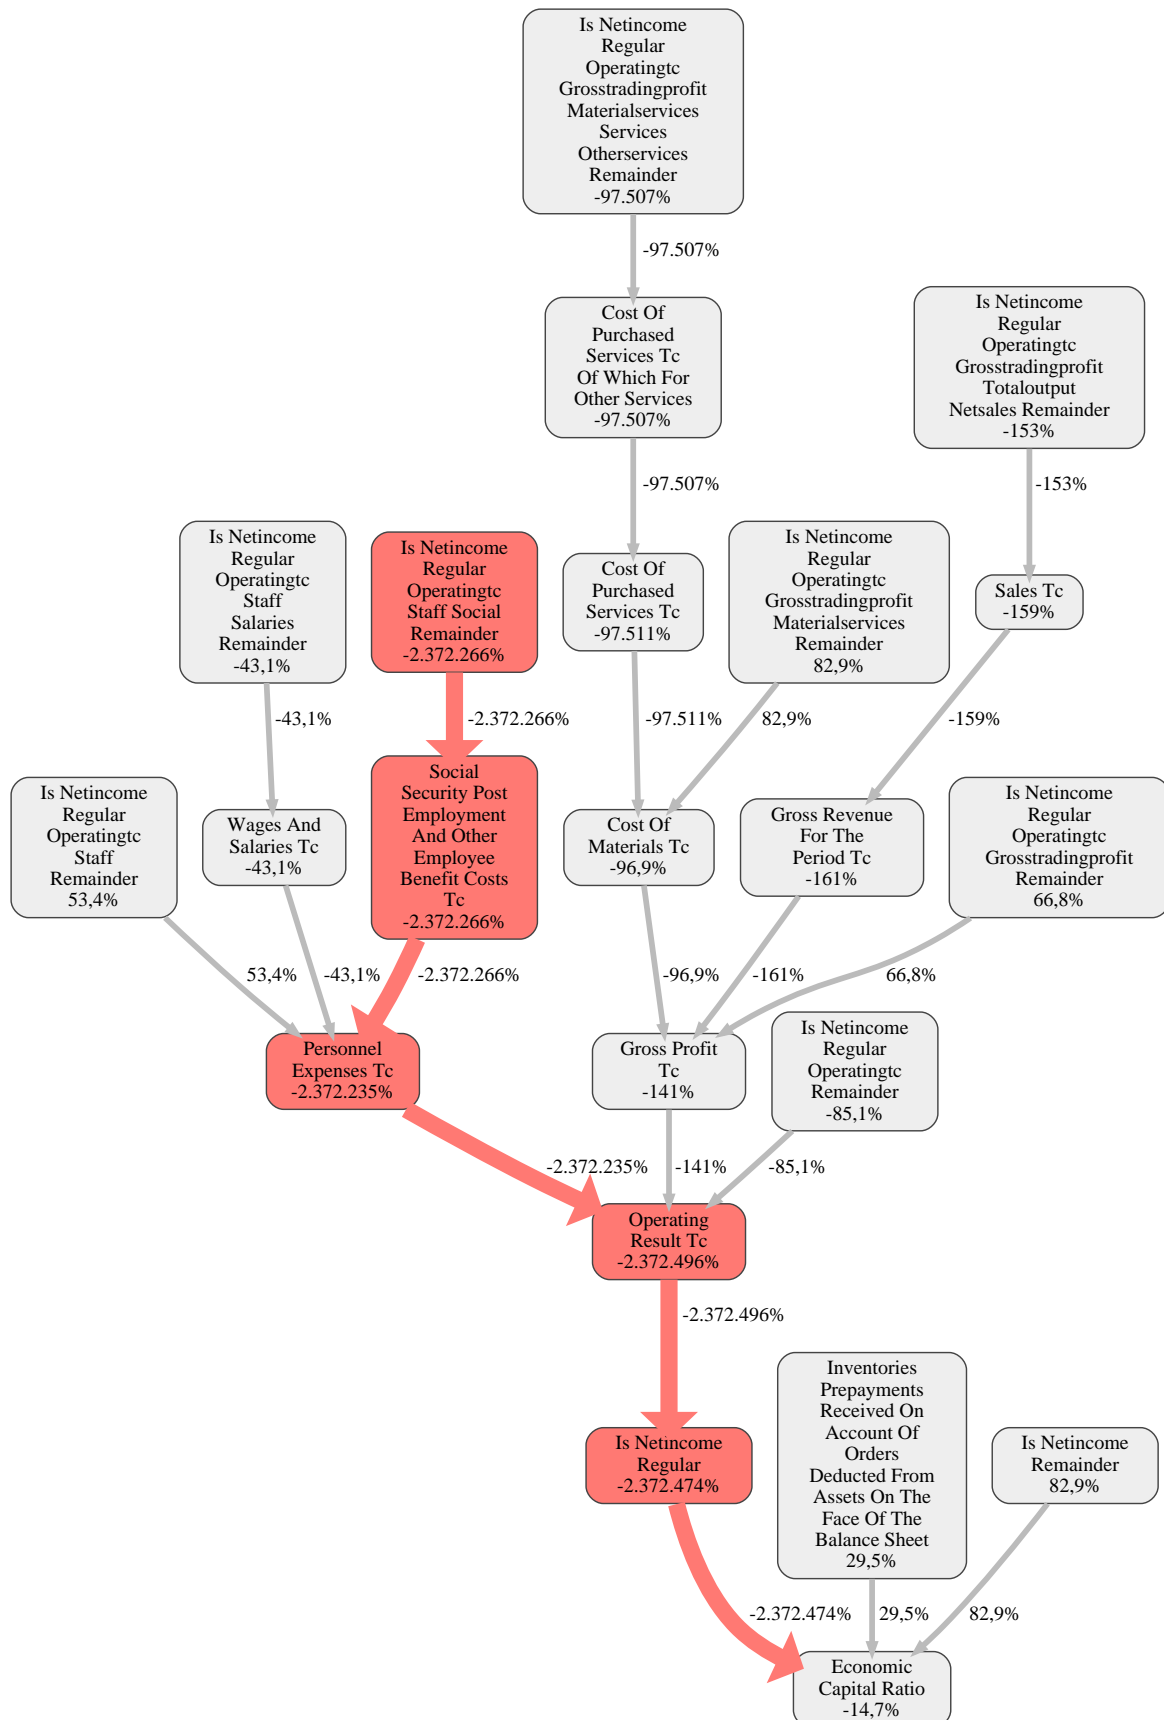 Is Netincome
Regular
Operatingtc
Grosstradingprofit
Materialservices
Services
Otherservices
Remainder
-97.507%
-97.507%
Cost Of
Purchased
Services Tc
Of Which For
Other Services
-97.507%
Is Netincome
Regular
Operatingtc
Grosstradingprofit
Totaloutput
Netsales Remainder
-153%
-97.507%
-153%
Is Netincome
Regular
Operatingtc
Staff
Salaries
Remainder
-43,1%
Is Netincome
Regular
Operatingtc
Staff Social
Remainder
-2.372.266%
Cost Of
Purchased
Services Tc
-97.511%
Is Netincome
Regular
Operatingtc
Grosstradingprofit
Materialservices
Remainder
82,9%
Sales Tc
-159%
-43,1%
-2.372.266%
-97.511%
82,9%
-159%
Is Netincome
Regular
Operatingtc
Staff
Remainder
53,4%
Wages And
Salaries Tc
-43,1%
Social
Security Post
Employment
And Other
Employee
Benefit Costs
Tc
-2.372.266%
Cost Of
Materials Tc
-96,9%
Gross Revenue
For The
Period Tc
-161%
Is Netincome
Regular
Operatingtc
Grosstradingprofit
Remainder
66,8%
53,4%
-43,1%
-2.372.266%
-96,9%
-161%
66,8%
Personnel
Expenses Tc
-2.372.235%
Gross Profit
Tc
-141%
Is Netincome
Regular
Operatingtc
Remainder
-85,1%
-2.372.235%
-141%
-85,1%
Operating
Result Tc
-2.372.496%
-2.372.496%
Is Netincome
Regular
-2.372.474%
Inventories
Prepayments
Received On
Account Of
Orders
Deducted From
Assets On The
Face Of The
Balance Sheet
29,5%
Is Netincome
Remainder
82,9%
-2.372.474%
29,5%
82,9%
Economic
Capital Ratio
-14,7%